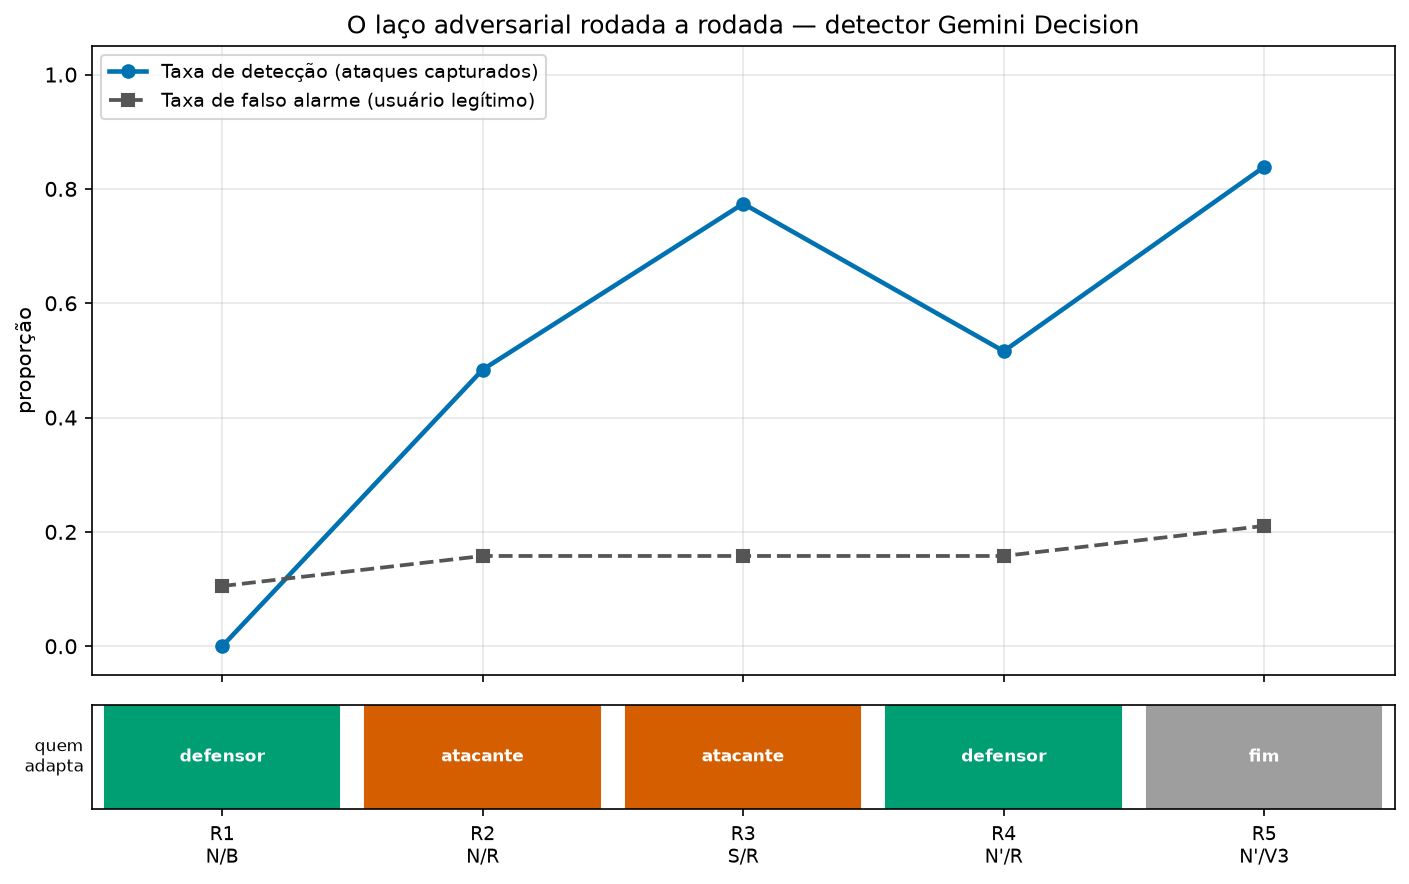 O laço adversarial rodada a rodada — detector Gemini Decision
Taxa de detecção (ataques capturados)
Taxa de falso alarme (usuário legítimo)
proporção
1.0
0.8
0.6
0.4
0.2
0.0
quem
adapta
defensor
atacante
atacante
defensor
fim
R1
N/B
R2
N/R
R3
S/R
R4
N'/R
R5
N'/V3